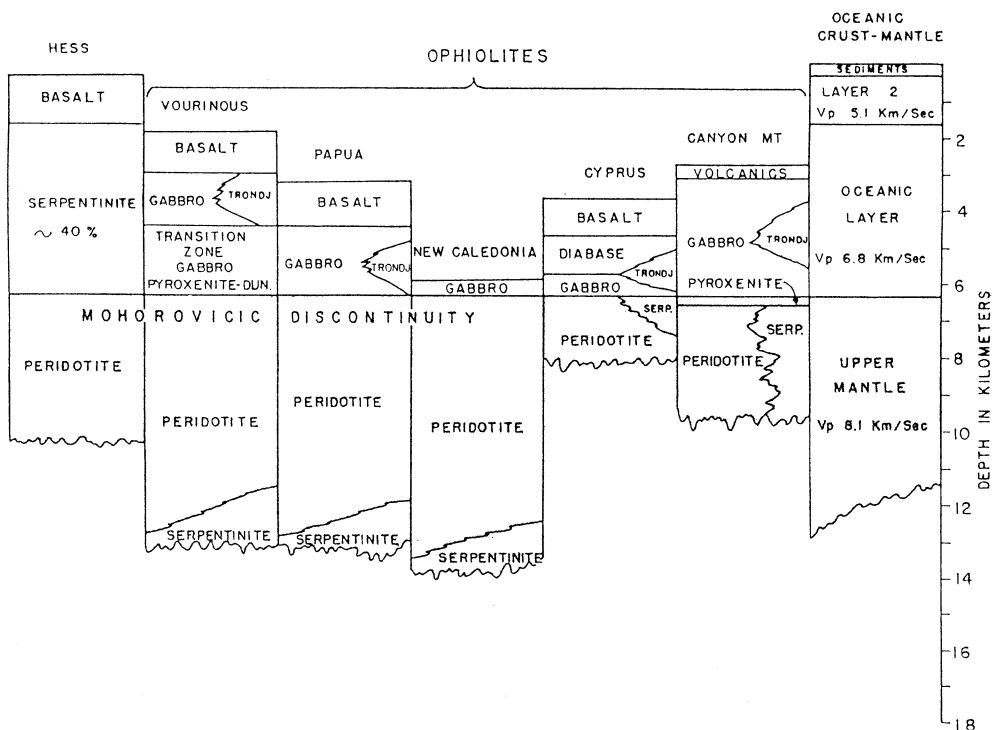 HESS
OPHIOLITES
OCEANIC
CRUST-MANTLE
BASALT
SERPENTINITE
~ 40 %
PERIDOTITE
VOURINOUS
BASALT
GABBRO
TRONDJ
TRANSITION
ZONE
GABBRO
PYROXENITE-DUN.
PERIDOTITE
SERPENTINITE
PAPUA
BASALT
GABBRO
TRONDJ
PERIDOTITE
SERPENTINITE
NEW CALEDONIA
GABBRO
PERIDOTITE
SERPENTINITE
CYPRUS
BASALT
DIABASE
TRONDJ
GABBRO
SERP.
PERIDOTITE
CANYON MT
VOLCANICS
GABBRO
TRONDJ
PYROXENITE
SERP.
PERIDOTITE
SEDIMENTS
LAYER 2
Vp 5.1 Km/Sec
OCEANIC
LAYER
Vp 6.8 Km/Sec
UPPER
MANTLE
Vp 8.1 Km/Sec
MOHOROVICIC DISCONTINUITY
2
4
6
8
10
12
14
16
18
DEPTH IN KILOMETERS